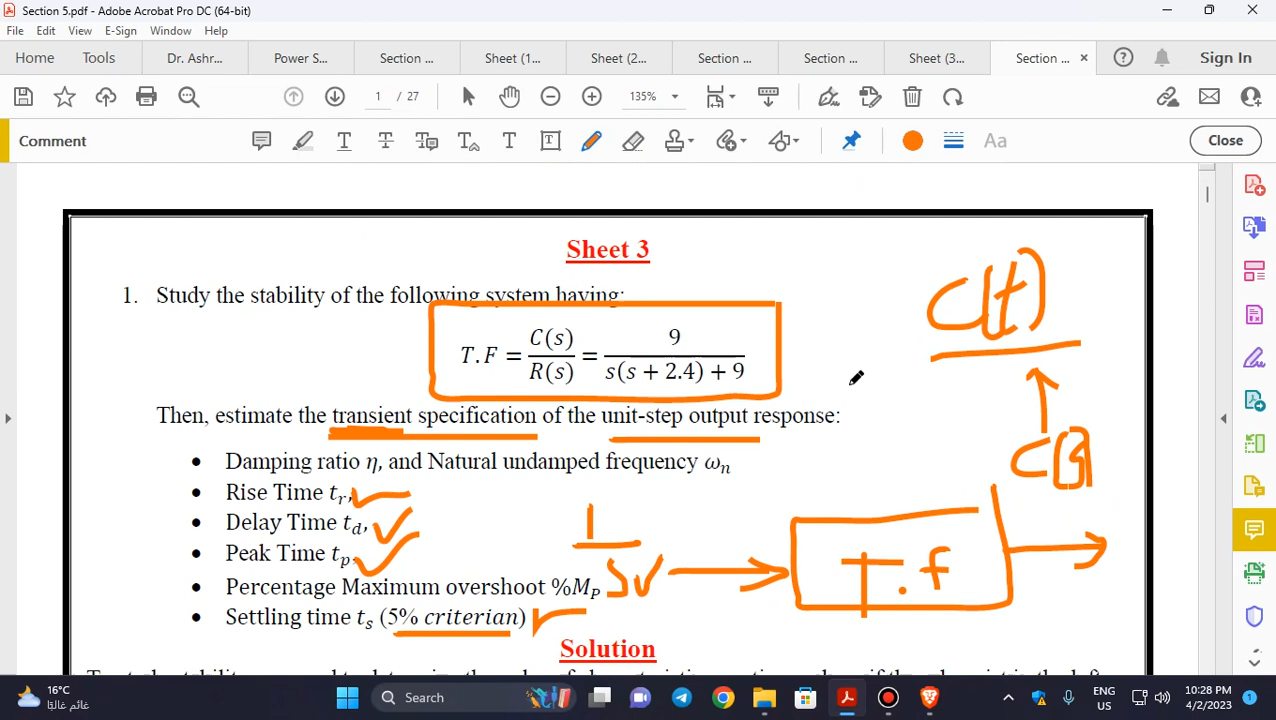 Section 5.pdf - Adobe Acrobat Pro DC (64-bit)
File Edit View E-Sign Window Help
Home Tools Dr. Ashr... Power S... Section ... Sheet (1... Sheet (2... Section ... Section ... Sheet (3... Section ... × Sign In
1 / 27 135%
Comment Aa Close
Sheet 3
1. Study the stability of the following system having:
T.F = C(s)/R(s) = 9/(s(s + 2.4) + 9)
C(t)
Then, estimate the transient specification of the unit-step output response:
C(s)
• Damping ratio η, and Natural undamped frequency ωn
• Rise Time tr,
• Delay Time td,
• Peak Time tp,
• Percentage Maximum overshoot %MP
• Settling time ts (5% criterian)
1
T.f
Solution
16°C
غائم غالبًا
Search
ENG
US
10:28 PM
4/2/2023
1